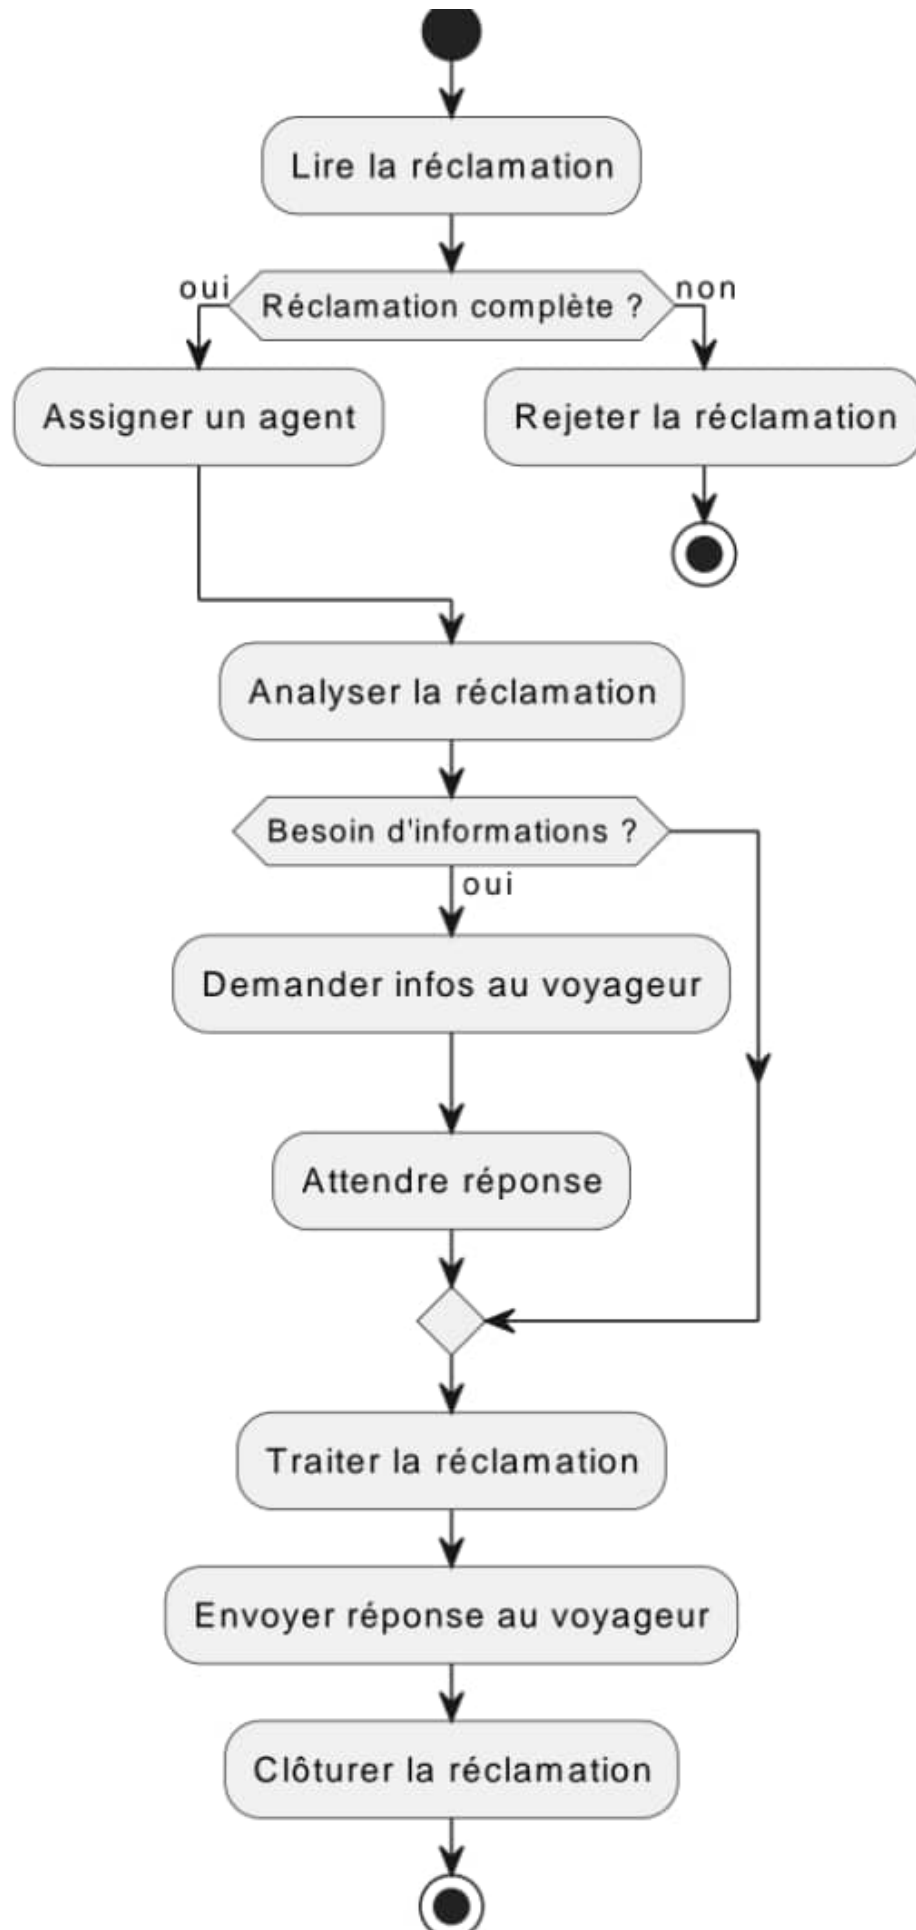 Lire la réclamation
oui
Réclamation complète ?
non
Assigner un agent
Rejeter la réclamation
Analyser la réclamation
Besoin d'informations ?
oui
Demander infos au voyageur
Attendre réponse
Traiter la réclamation
Envoyer réponse au voyageur
Clôturer la réclamation